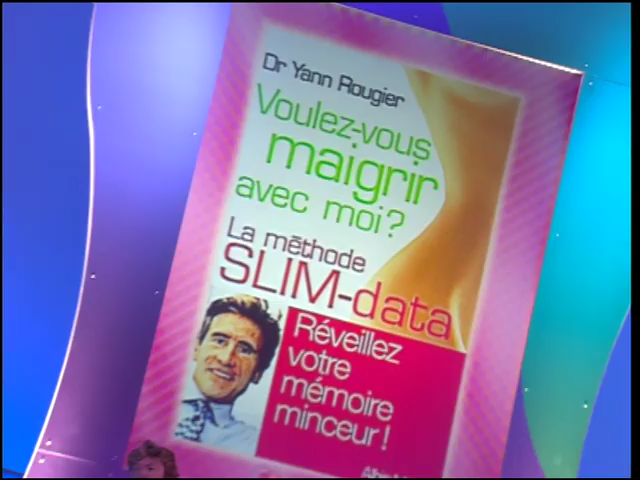 Dr Yann Rougier
Voulez-vous
maigrir
avec moi?
La méthode
SLIM-data
Réveillez
votre
mémoire
minceur!